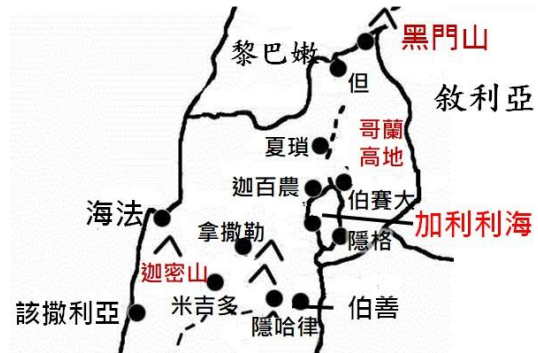 黑門山
黎巴嫩
但
敘利亞
哥蘭
高地
夏瑣
迦百農
伯賽大
海法
拿撒勒
加利利海
隱格
迦密山
米吉多
伯善
該撒利亞
隱哈律